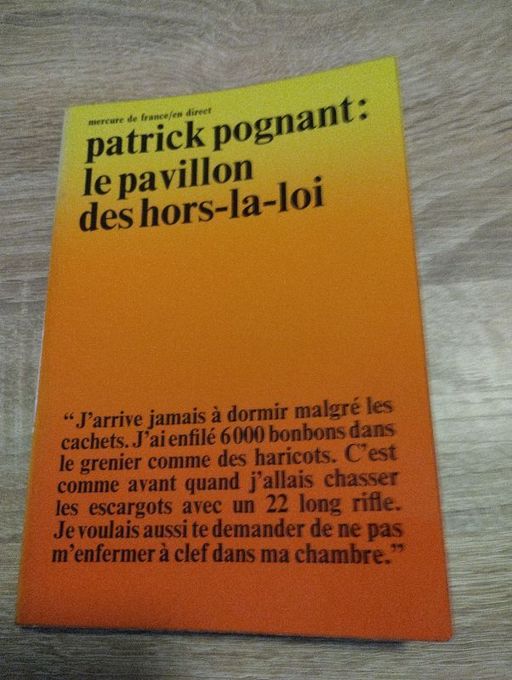 mercure de france/en direct
patrick pognant:
le pavillon
des hors-la-loi
“J’arrive jamais à dormir malgré les
cachets. J’ai enfilé 6000 bonbons dans
le grenier comme des haricots. C’est
comme avant quand j’allais chasser
les escargots avec un 22 long rifle.
Je voulais aussi te demander de ne pas
m’enfermer à clef dans ma chambre.”